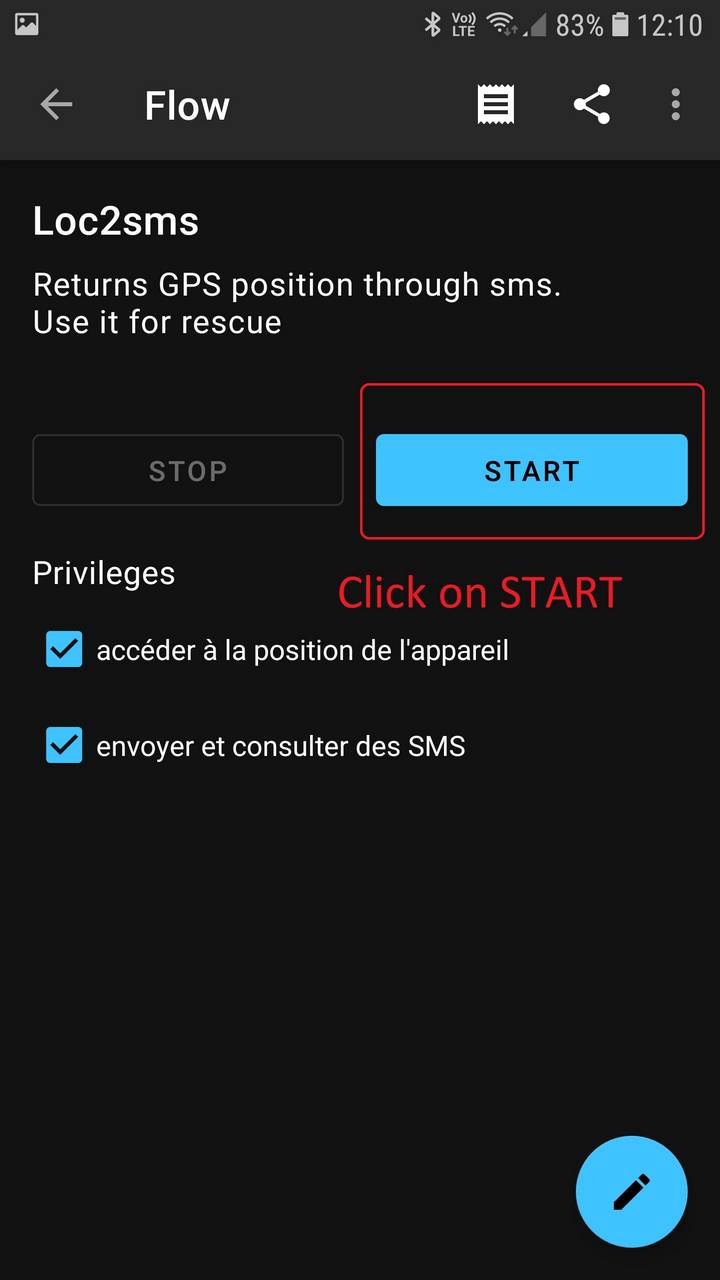 Vo))
LTE
83%
12:10
Flow
Loc2sms
Returns GPS position through sms.
Use it for rescue
STOP
START
Privileges
Click on START
accéder à la position de l'appareil
envoyer et consulter des SMS